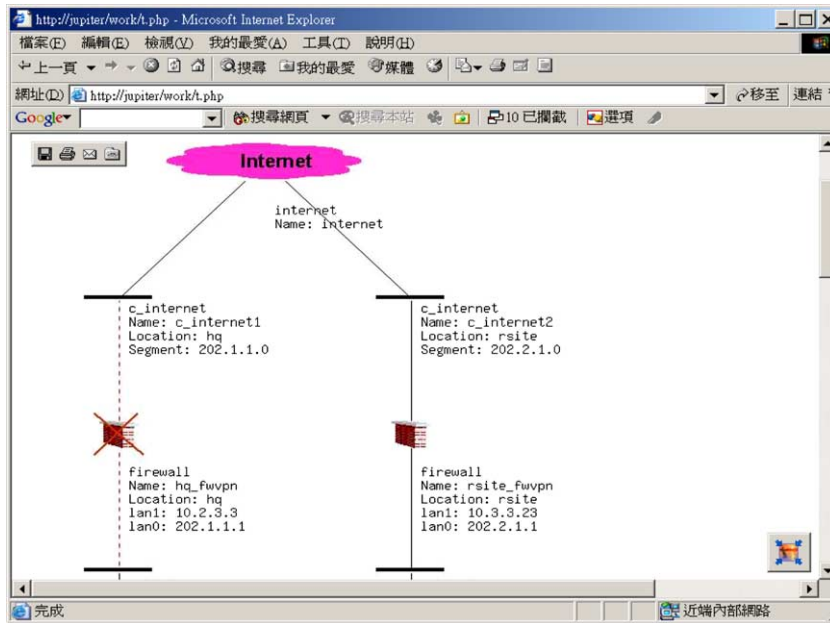 http://jupiter/work/t.php - Microsoft Internet Explorer
檔案(F) 編輯(E) 檢視(V) 我的最愛(A) 工具(T) 說明(H)
上一頁 搜尋 我的最愛 媒體
網址(D) http://jupiter/work/t.php 移至 連結
Google 搜尋網頁 搜尋本站 10 已攔截 選項
Internet
internet
Name: internet
c_internet
Name: c_internet1
Location: hq
Segment: 202.1.1.0
c_internet
Name: c_internet2
Location: rsite
Segment: 202.2.1.0
firewall
Name: hq_fwvpn
Location: hq
lan1: 10.2.3.3
lan0: 202.1.1.1
firewall
Name: rsite_fwvpn
Location: rsite
lan1: 10.3.3.23
lan0: 202.2.1.1
完成 近端內部網路